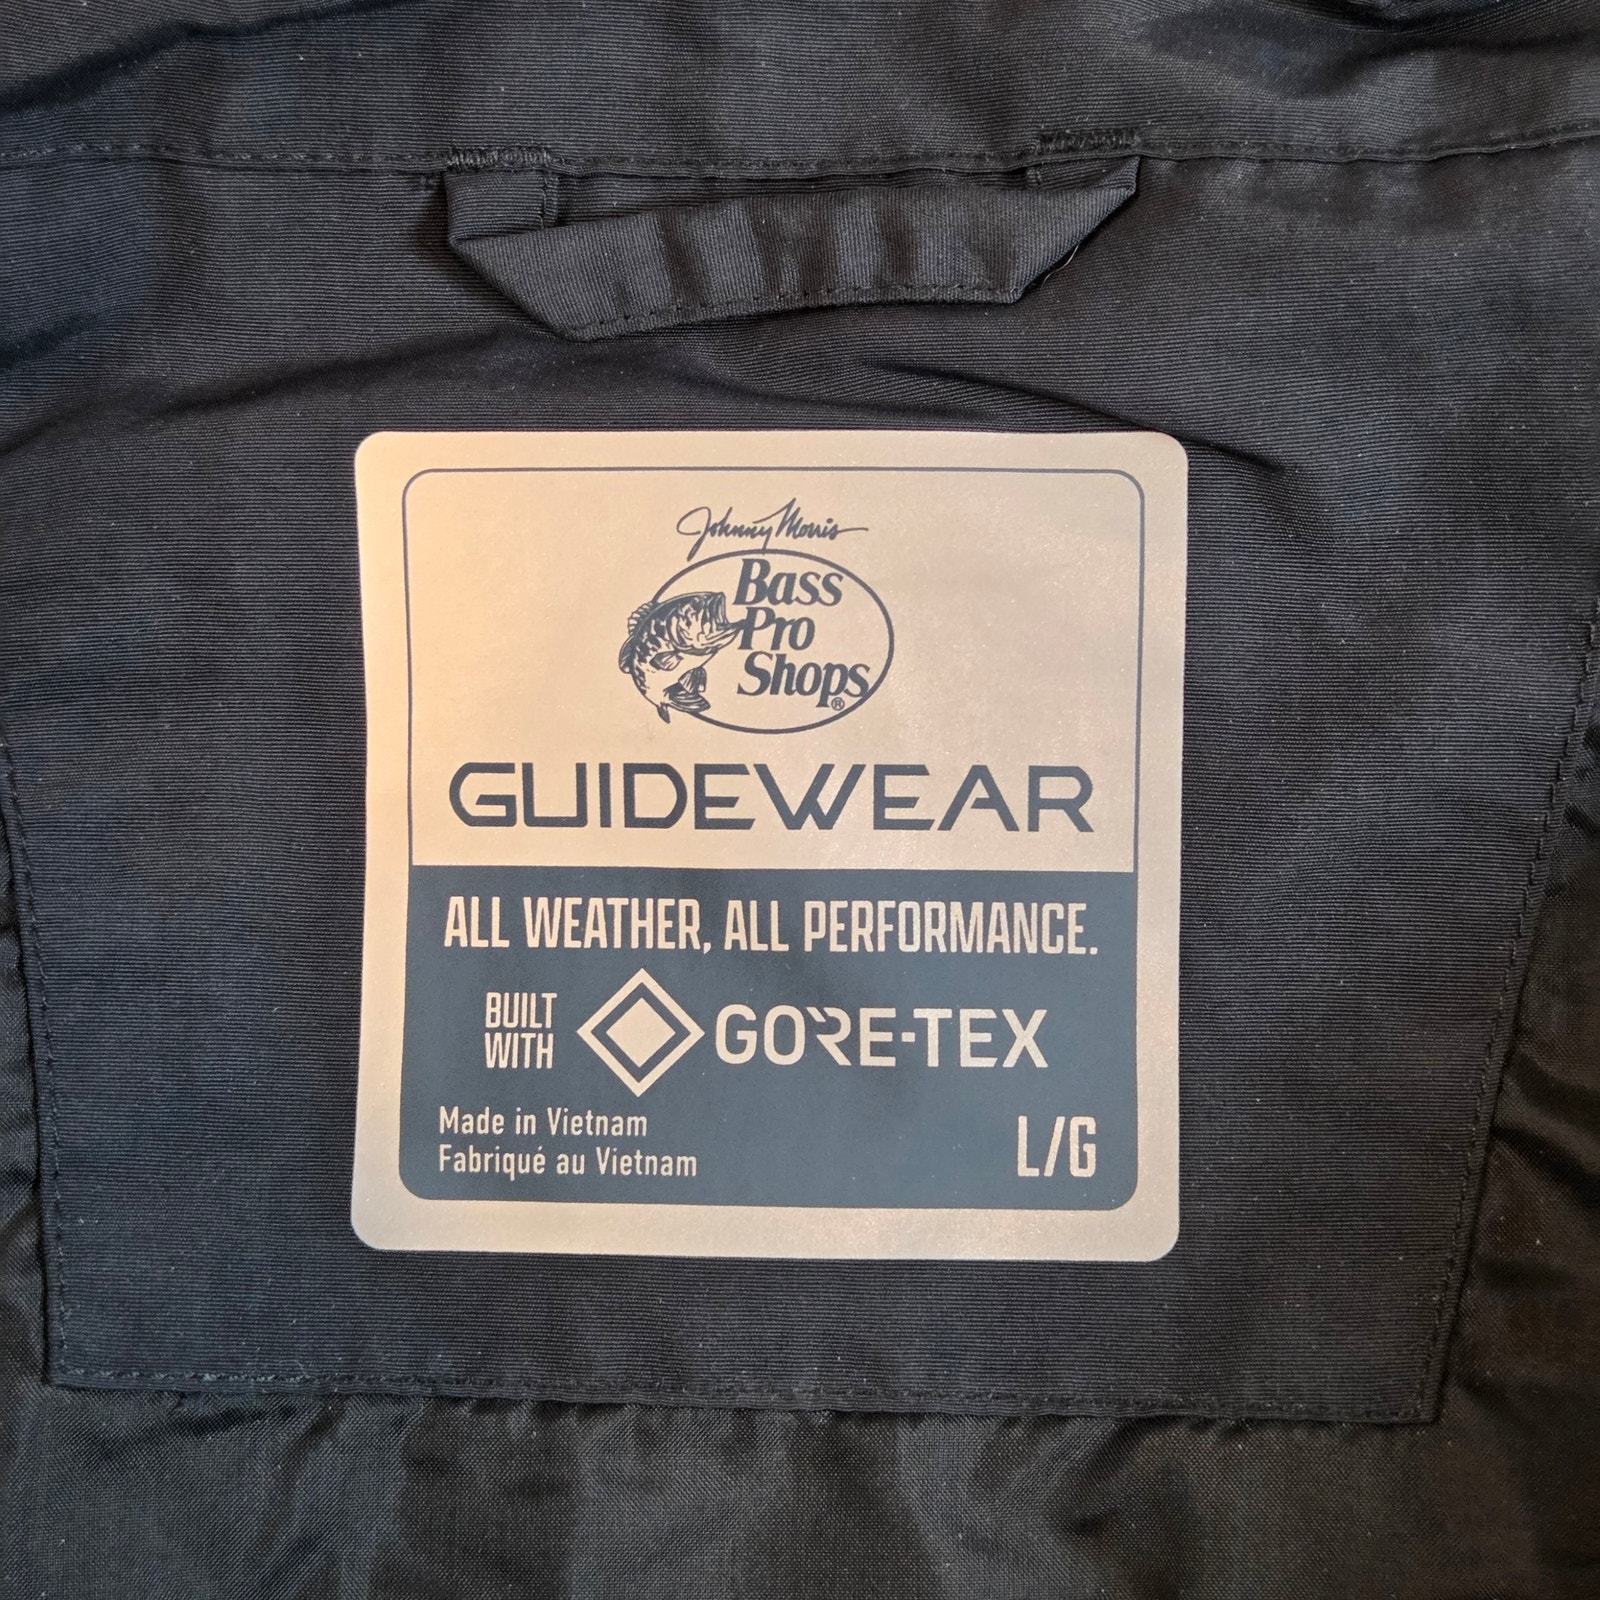 Johnny Morris
Bass
Pro
Shops®
GUIDEWEAR
ALL WEATHER, ALL PERFORMANCE.
BUILT
WITH
GORE-TEX
Made in Vietnam
Fabriqué au Vietnam
L/G